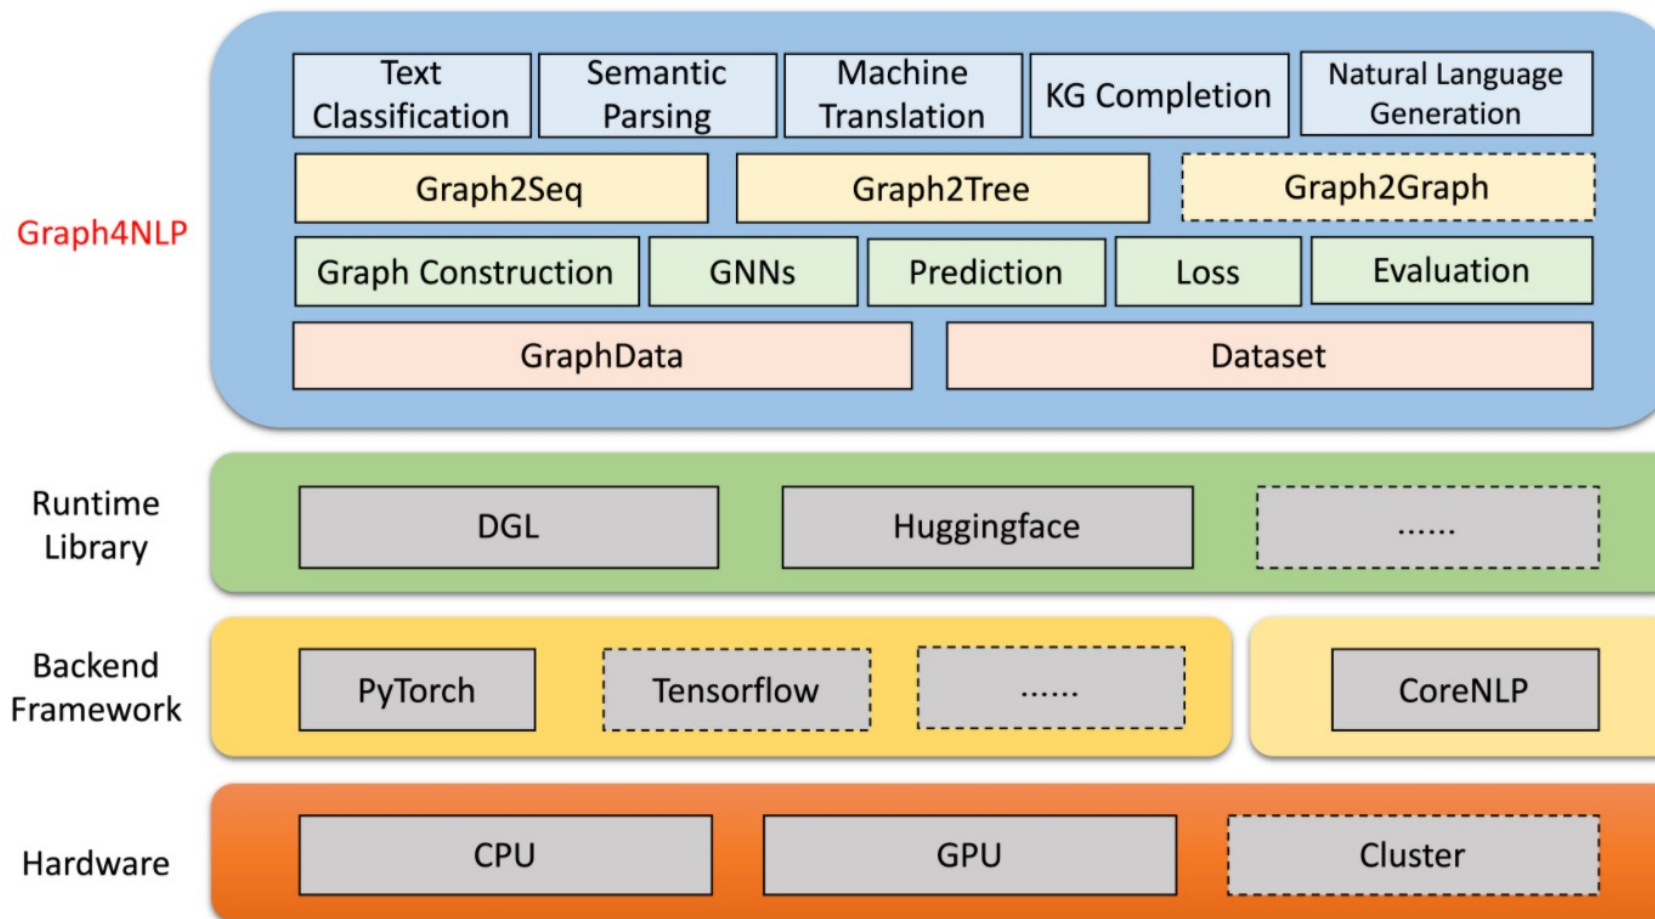 Text
Classification
Semantic
Parsing
Machine
Translation
KG Completion
Natural Language
Generation
Graph2Seq
Graph2Tree
Graph2Graph
Graph4NLP
Graph Construction
GNNs
Prediction
Loss
Evaluation
GraphData
Dataset
Runtime
Library
DGL
Huggingface
......
Backend
Framework
PyTorch
Tensorflow
......
CoreNLP
Hardware
CPU
GPU
Cluster